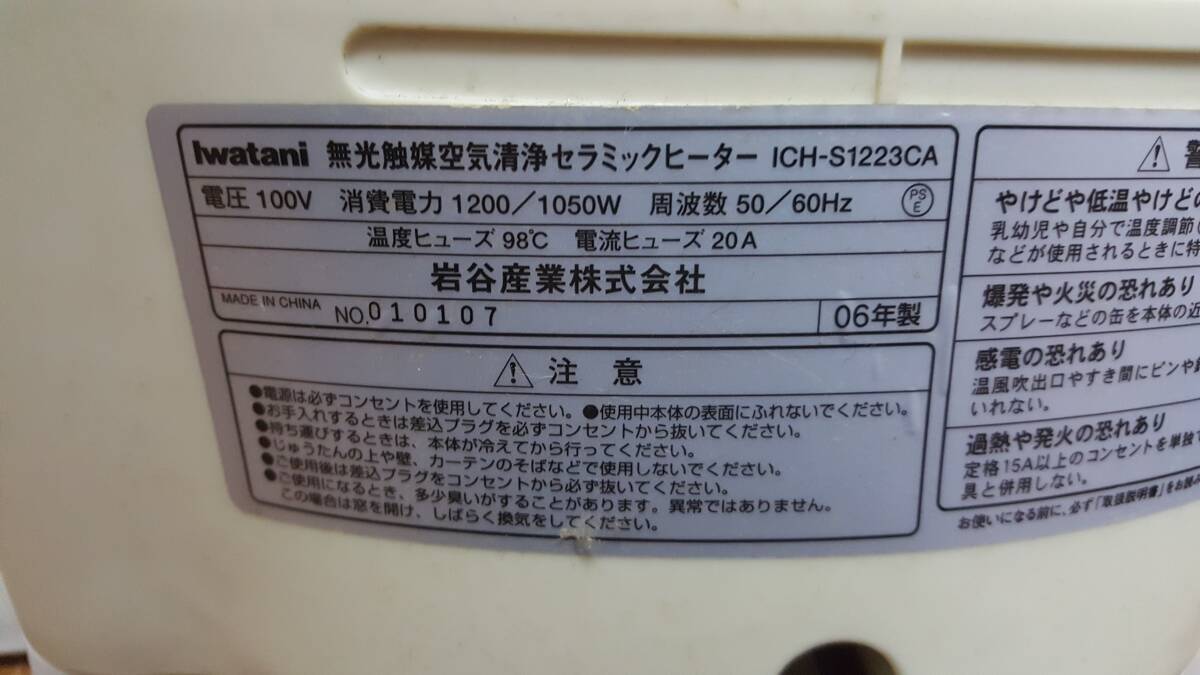 Iwatani 無光触媒空気清浄セラミックヒーター ICH-S1223CA
電圧 100V 消費電力 1200／1050W 周波数 50／60Hz PSE
温度ヒューズ 98℃ 電流ヒューズ 20A
岩谷産業株式会社
MADE IN CHINA NO.010107 06年製
⚠ 注意
●電源は必ずコンセントを使用してください。●使用中本体の表面にふれないでください。
●お手入れするときは差込プラグを必ずコンセントから抜いてください。
●持ち運びするときは、本体が冷えてから行ってください。
●じゅうたんの上や壁、カーテンのそばなどで使用しないでください。
●ご使用後は差込プラグをコンセントから必ず抜いてください。
●ご使用になるとき、多少臭いがすることがあります。異常ではありません。
この場合は窓を開け、しばらく換気をしてください。
⚠ 警
やけどや低温やけどの
乳幼児や自分で温度調節
などが使用されるときに特
爆発や火災の恐れあり
スプレーなどの缶を本体の近
感電の恐れあり
温風吹出口やすき間にピンや
いれない。
過熱や発火の恐れあり
定格15A以上のコンセントを単独で
具と併用しない。
お使いになる前に、必ず「取扱説明書」をお読み